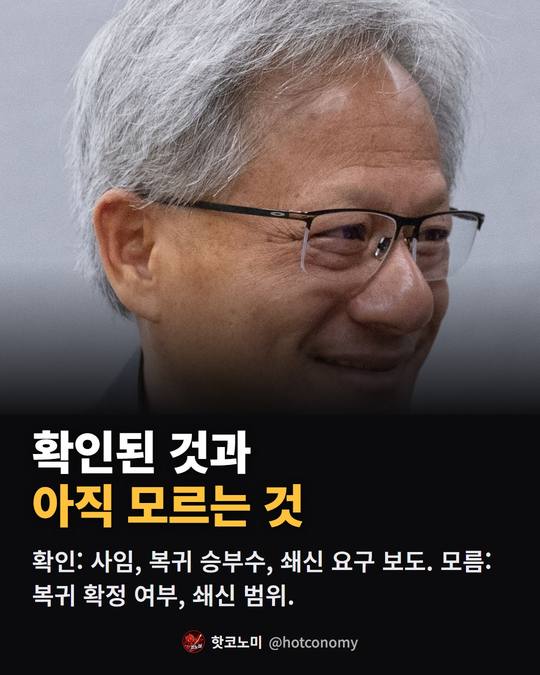 확인된 것과
아직 모르는 것
확인: 사임, 복귀 승부수, 쇄신 요구 보도. 모름:
복귀 확정 여부, 쇄신 범위.
핫코노미 @hotconomy